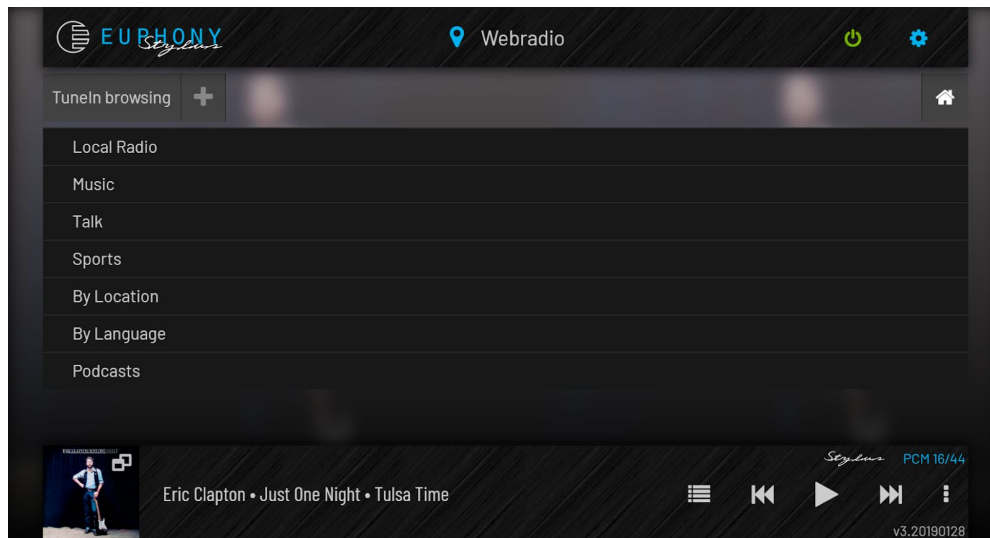 EUPHONY
Stylus
Webradio
TuneIn browsing
Local Radio
Music
Talk
Sports
By Location
By Language
Podcasts
Stylus PCM 16/44
Eric Clapton • Just One Night • Tulsa Time
v3.20190128